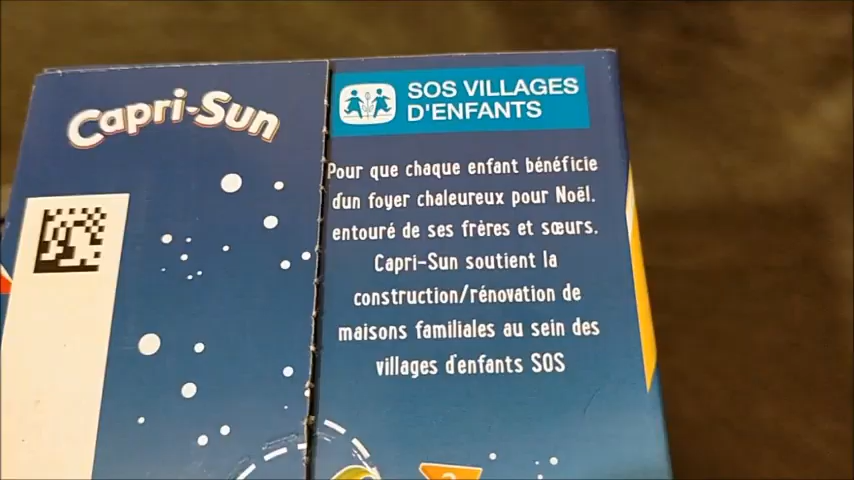 Capri-Sun
SOS VILLAGES
D'ENFANTS
Pour que chaque enfant bénéficie
d'un foyer chaleureux pour Noël.
entouré de ses frères et sœurs.
Capri-Sun soutient la
construction/rénovation de
maisons familiales au sein des
villages d'enfants SOS